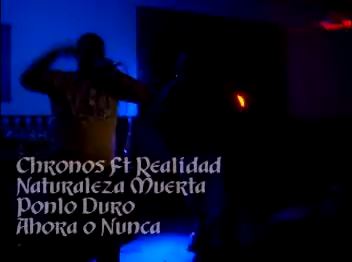 Chronos Ft Realidad
Naturaleza Muerta
Ponlo Duro
Ahora o Nunca